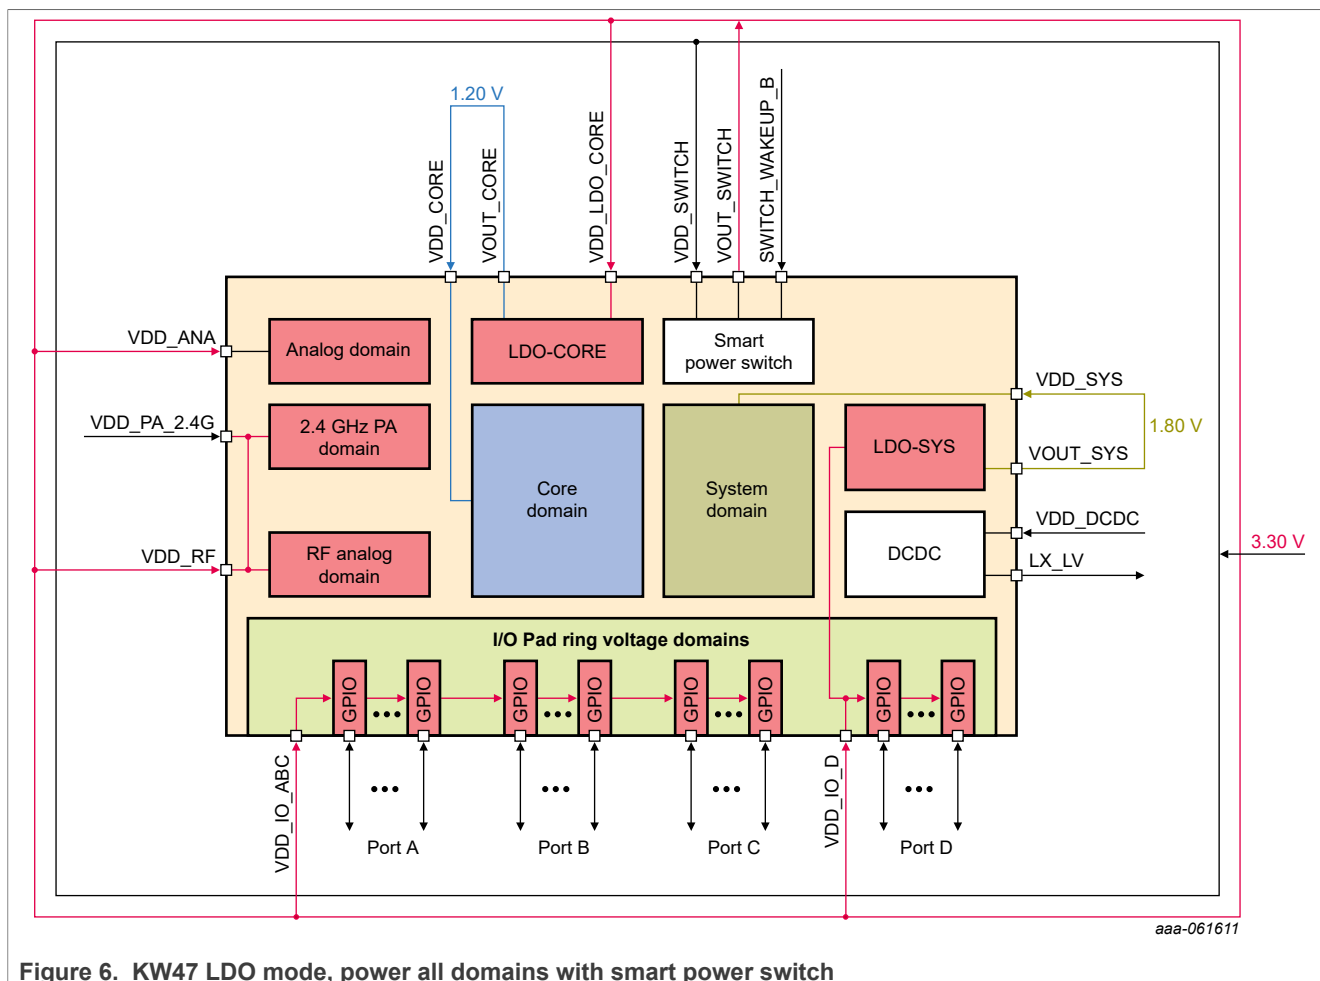 1.20 V
VDD_CORE
VOUT_CORE
VDD_LDO_CORE
VDD_SWITCH
VOUT_SWITCH
SWITCH_WAKEUP_B
VDD_ANA
Analog domain
LDO-CORE
Smart
power switch
VDD_SYS
VDD_PA_2.4G
2.4 GHz PA
domain
1.80 V
LDO-SYS
VOUT_SYS
Core
domain
System
domain
VDD_DCDC
VDD_RF
RF analog
domain
DCDC
LX_LV
3.30 V
I/O Pad ring voltage domains
GPIO
GPIO
GPIO
GPIO
GPIO
GPIO
GPIO
GPIO
VDD_IO_ABC
VDD_IO_D
Port A
Port B
Port C
Port D
aaa-061611
Figure 6. KW47 LDO mode, power all domains with smart power switch